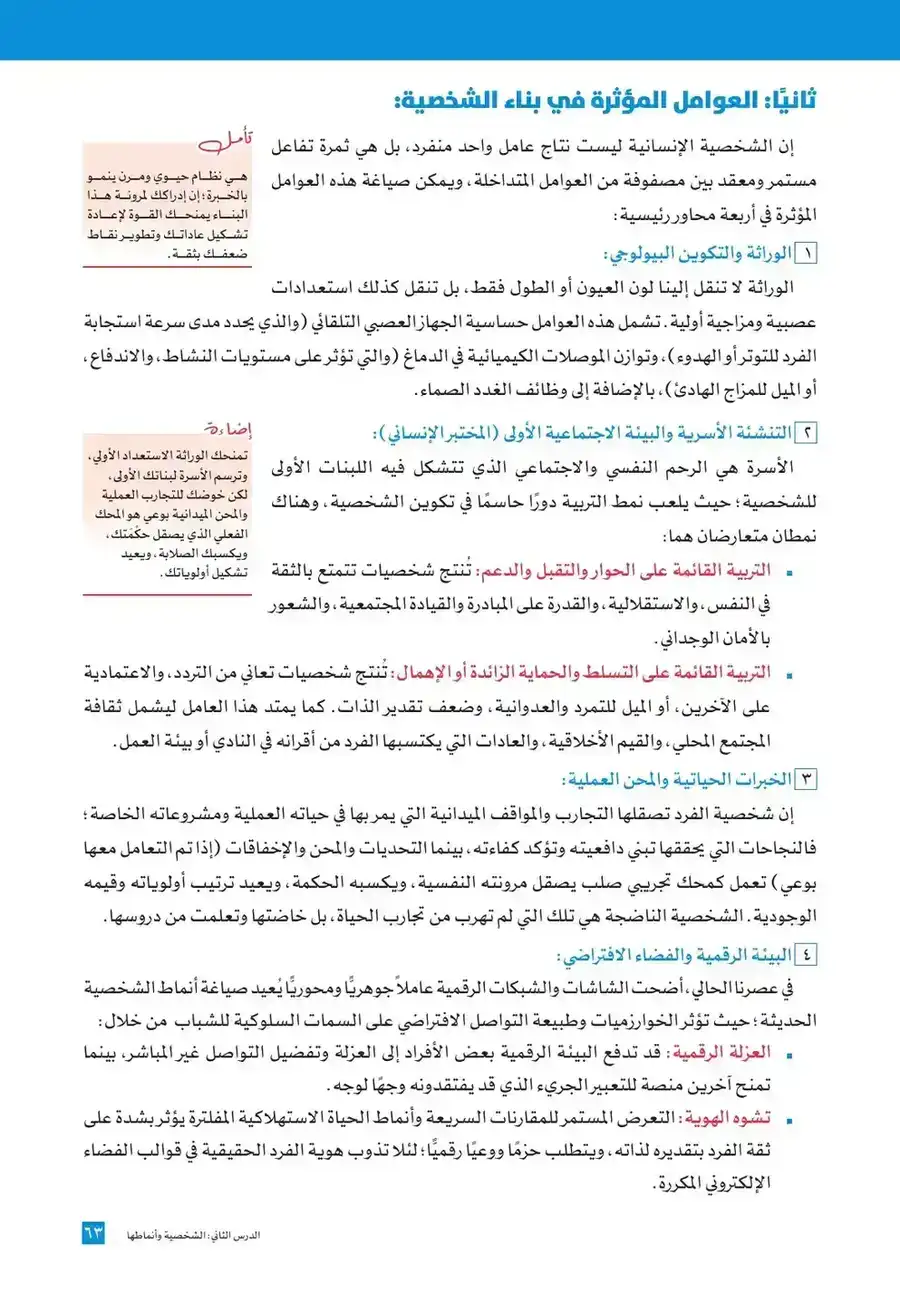 ثانيًا: العوامل المؤثرة في بناء الشخصية:
إن الشخصية الإنسانية ليست نتاج عامل واحد منفرد، بل هي ثمرة تفاعل
مستمر ومعقد بين مصفوفة من العوامل المتداخلة، ويمكن صياغة هذه العوامل
المؤثرة في أربعة محاور رئيسية:
تأمل
هي نظام حيوي ومرن ينمو
بالخبرة؛ إن إدراكك لمرونة هذا
البناء يمنحك القوة لإعادة
تشكيل عاداتك وتطوير نقاط
ضعفك بثقة.
١ الوراثة والتكوين البيولوجي:
الوراثة لا تنقل إلينا لون العيون أو الطول فقط، بل تنقل كذلك استعدادات
عصبية ومزاجية أولية. تشمل هذه العوامل حساسية الجهاز العصبي التلقائي (والذي يحدد مدى سرعة استجابة
الفرد للتوتر أو الهدوء)، وتوازن الموصلات الكيميائية في الدماغ (والتي تؤثر على مستويات النشاط، والاندفاع،
أو الميل للمزاج الهادئ)، بالإضافة إلى وظائف الغدد الصماء.
٢ التنشئة الأسرية والبيئة الاجتماعية الأولى (المختبر الإنساني):
الأسرة هي الرحم النفسي والاجتماعي الذي تتشكل فيه اللبنات الأولى
للشخصية؛ حيث يلعب نمط التربية دورًا حاسمًا في تكوين الشخصية، وهناك
نمطان متعارضان هما:
إضاءة
تمنحك الوراثة الاستعداد الأولي،
وترسم الأسرة لبناتك الأولى،
لكن خوضك للتجارب العملية
والمحن الميدانية بوعي هو المحك
الفعلي الذي يصقل حكْمَتك،
ويكسبك الصلابة، ويعيد
تشكيل أولوياتك.
▪ التربية القائمة على الحوار والتقبل والدعم: تُنتج شخصيات تتمتع بالثقة
في النفس، والاستقلالية، والقدرة على المبادرة والقيادة المجتمعية، والشعور
بالأمان الوجداني.
▪ التربية القائمة على التسلط والحماية الزائدة أو الإهمال: تُنتج شخصيات تعاني من التردد، والاعتمادية
على الآخرين، أو الميل للتمرد والعدوانية، وضعف تقدير الذات. كما يمتد هذا العامل ليشمل ثقافة
المجتمع المحلي، والقيم الأخلاقية، والعادات التي يكتسبها الفرد من أقرانه في النادي أو بيئة العمل.
٣ الخبرات الحياتية والمحن العملية:
إن شخصية الفرد تصقلها التجارب والمواقف الميدانية التي يمر بها في حياته العملية ومشروعاته الخاصة؛
فالنجاحات التي يحققها تبني دافعيته وتؤكد كفاءته، بينما التحديات والمحن والإخفاقات (إذا تم التعامل معها
بوعي) تعمل كمحك تجريبي صلب يصقل مرونته النفسية، ويكسبه الحكمة، ويعيد ترتيب أولوياته وقيمه
الوجودية. الشخصية الناضجة هي تلك التي لم تهرب من تجارب الحياة، بل خاضتها وتعلمت من دروسها.
٤ البيئة الرقمية والفضاء الافتراضي:
في عصرنا الحالي، أضحت الشاشات والشبكات الرقمية عاملاً جوهريًّا ومحوريًّا يُعيد صياغة أنماط الشخصية
الحديثة؛ حيث تؤثر الخوارزميات وطبيعة التواصل الافتراضي على السمات السلوكية للشباب من خلال:
▪ العزلة الرقمية: قد تدفع البيئة الرقمية بعض الأفراد إلى العزلة وتفضيل التواصل غير المباشر، بينما
تمنح آخرين منصة للتعبير الجريء الذي قد يفتقدونه وجهًا لوجه.
▪ تشوه الهوية: التعرض المستمر للمقارنات السريعة وأنماط الحياة الاستهلاكية المفلترة يؤثر بشدة على
ثقة الفرد بتقديره لذاته، ويتطلب حزمًا ووعيًا رقميًّا؛ لئلا تذوب هوية الفرد الحقيقية في قوالب الفضاء
الإلكتروني المكررة.
الدرس الثاني: الشخصية وأنماطها ٦٣